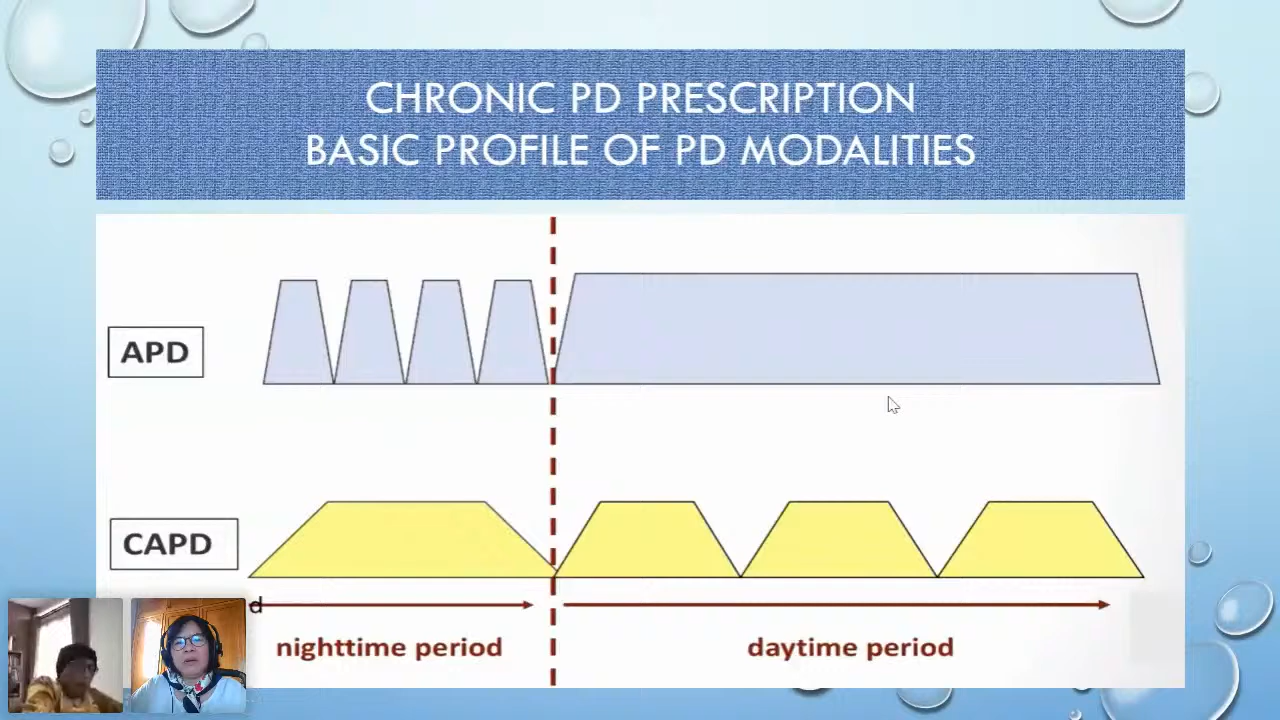 CHRONIC PD PRESCRIPTION
BASIC PROFILE OF PD MODALITIES
APD
CAPD
d
nighttime period
daytime period